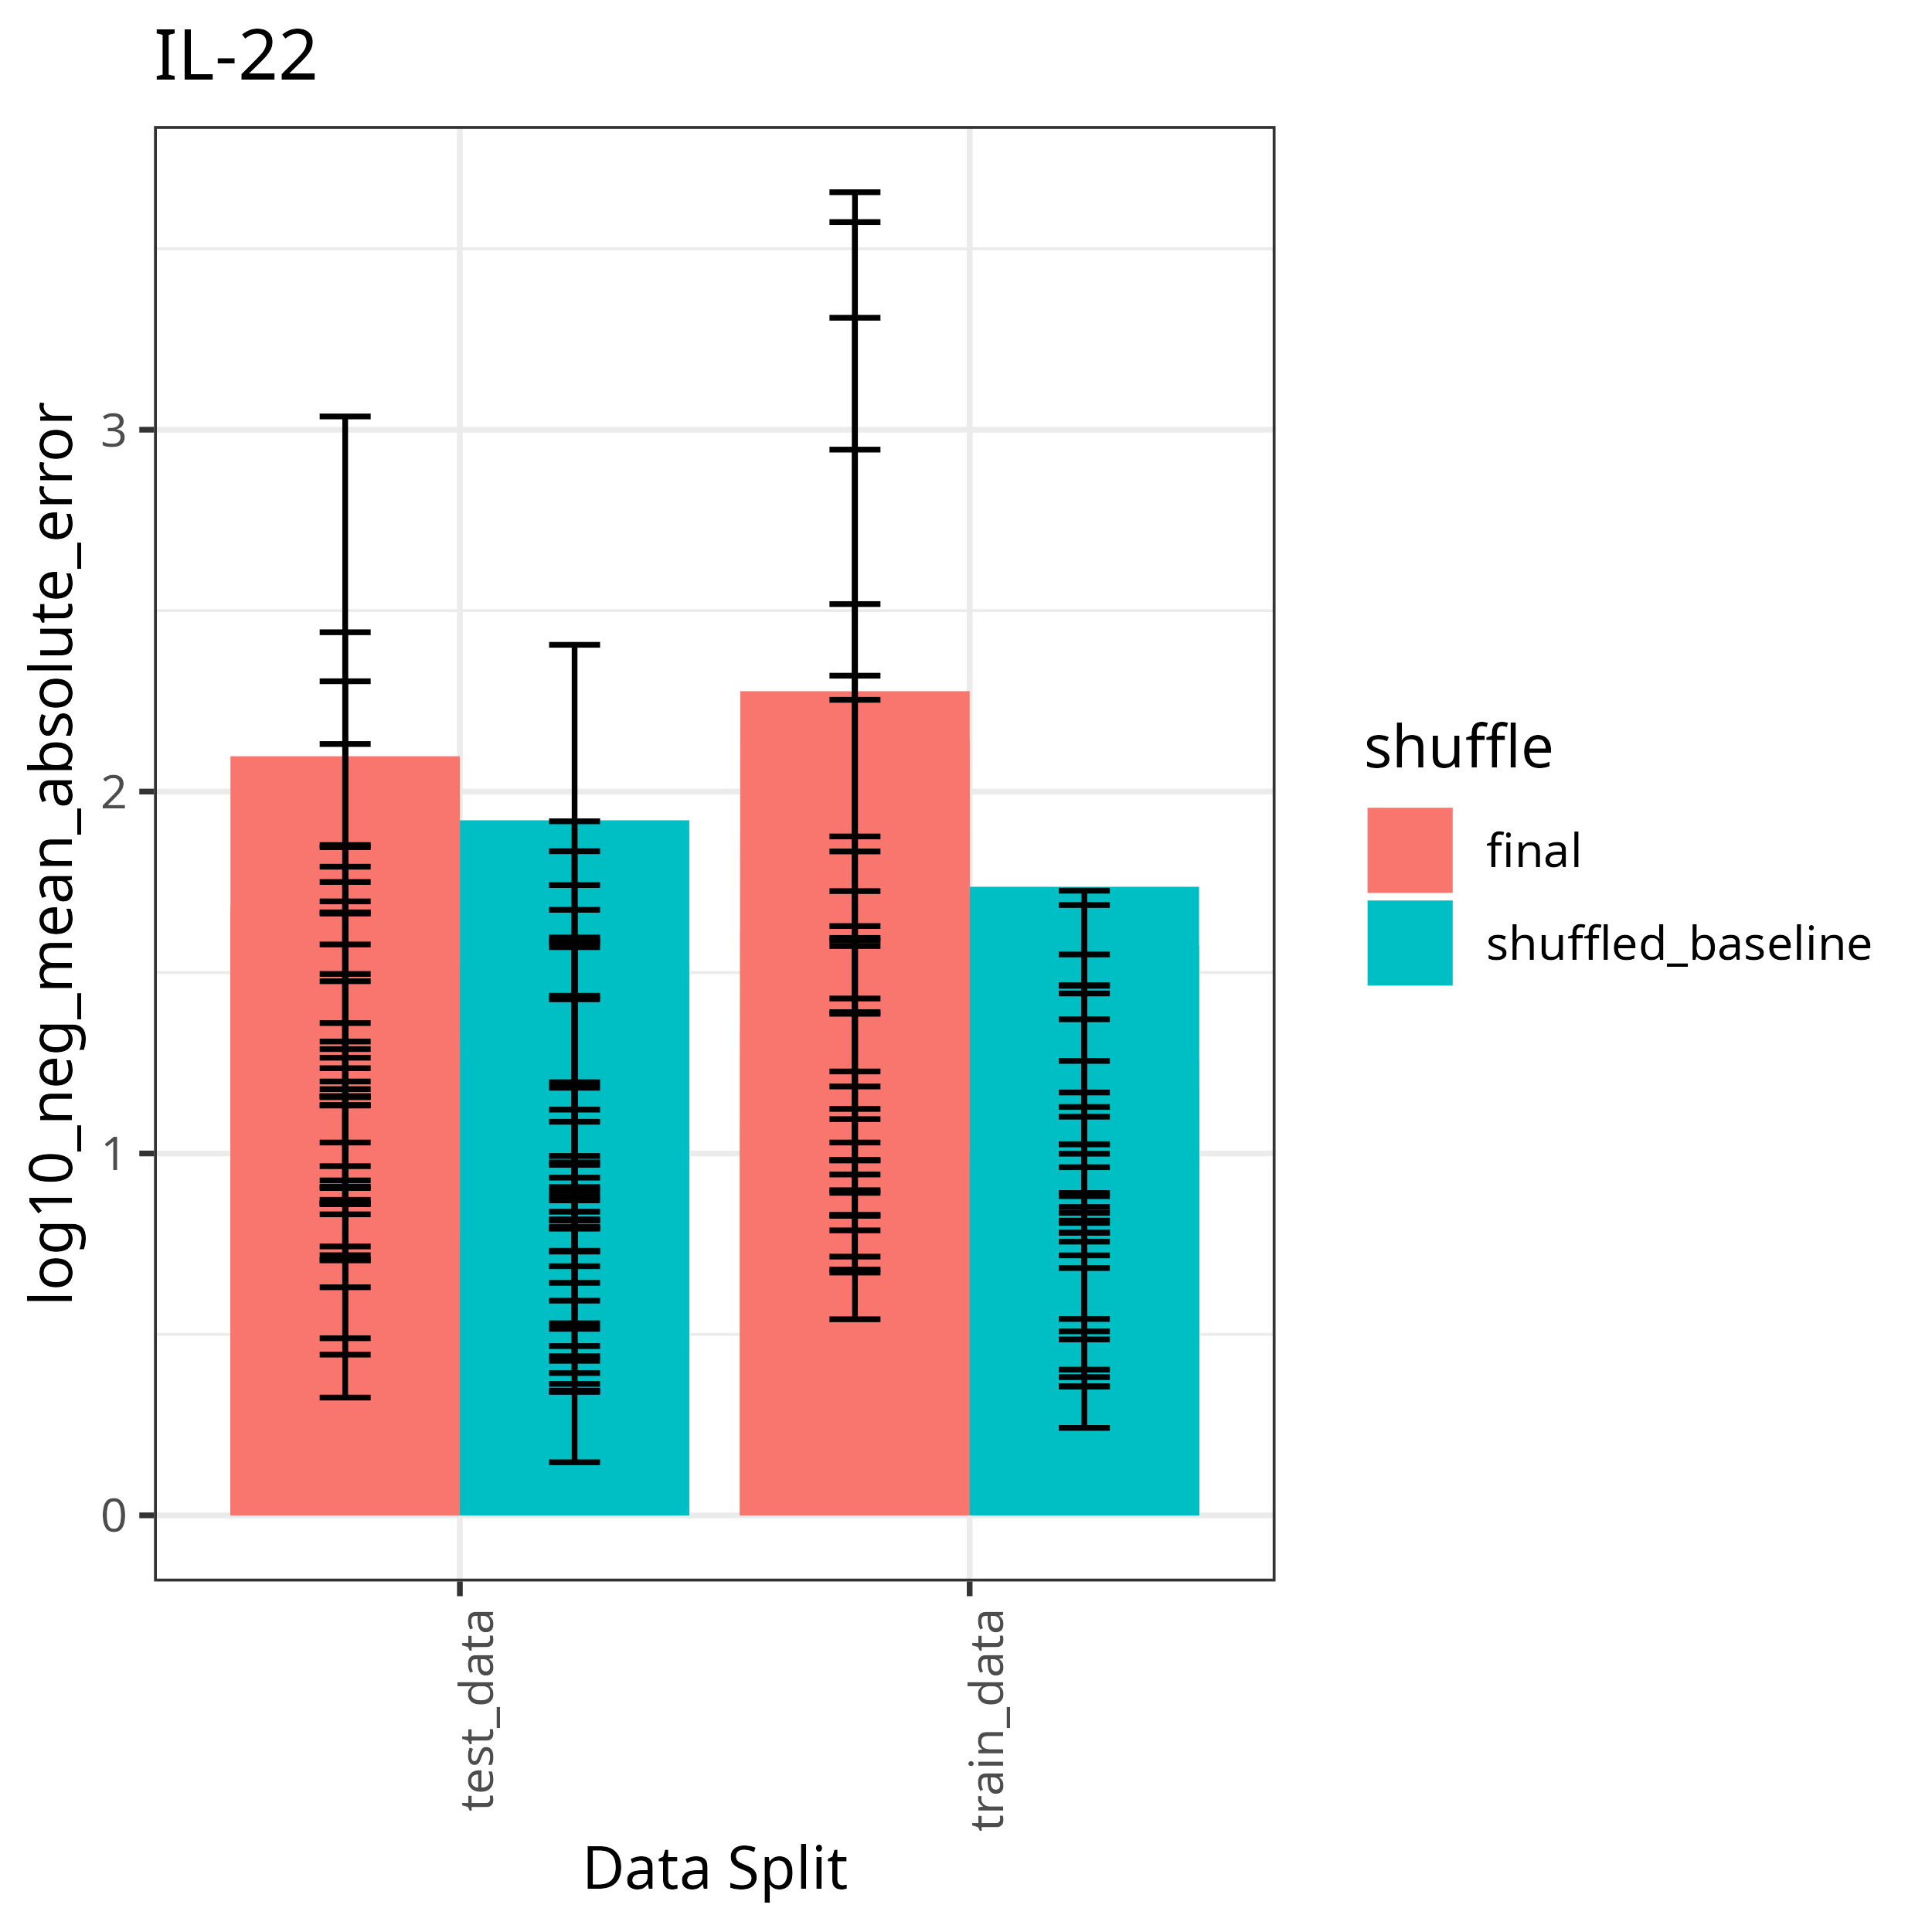 IL-22
log10_neg_mean_absolute_error
3
2
1
0
test_data
train_data
Data Split
shuffle
final
shuffled_baseline